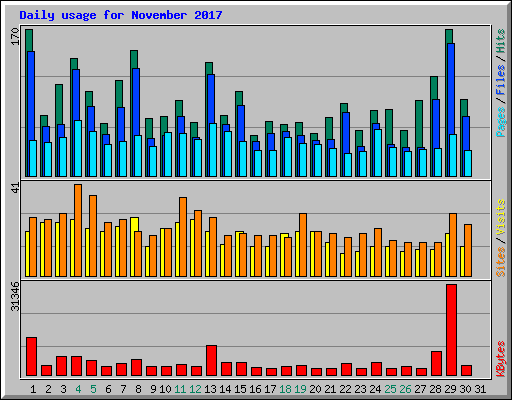 Daily usage for November 2017
170
Pages / Files / Hits
41
Sites / Visits
31346
KBytes
1 2 3 4 5 6 7 8 9 10 11 12 13 14 15 16 17 18 19 20 21 22 23 24 25 26 27 28 29 30 31